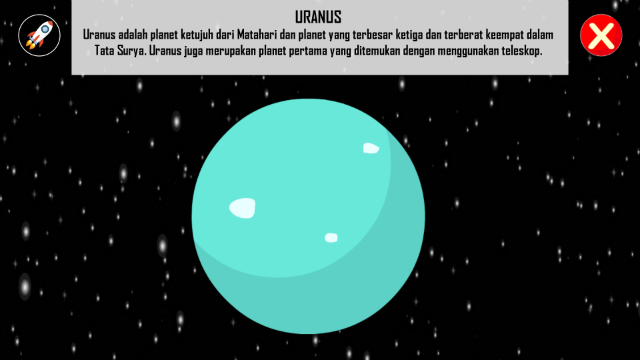 URANUS
Uranus adalah planet ketujuh dari Matahari dan planet yang terbesar ketiga dan terberat keempat dalam
Tata Surya. Uranus juga merupakan planet pertama yang ditemukan dengan menggunakan teleskop.